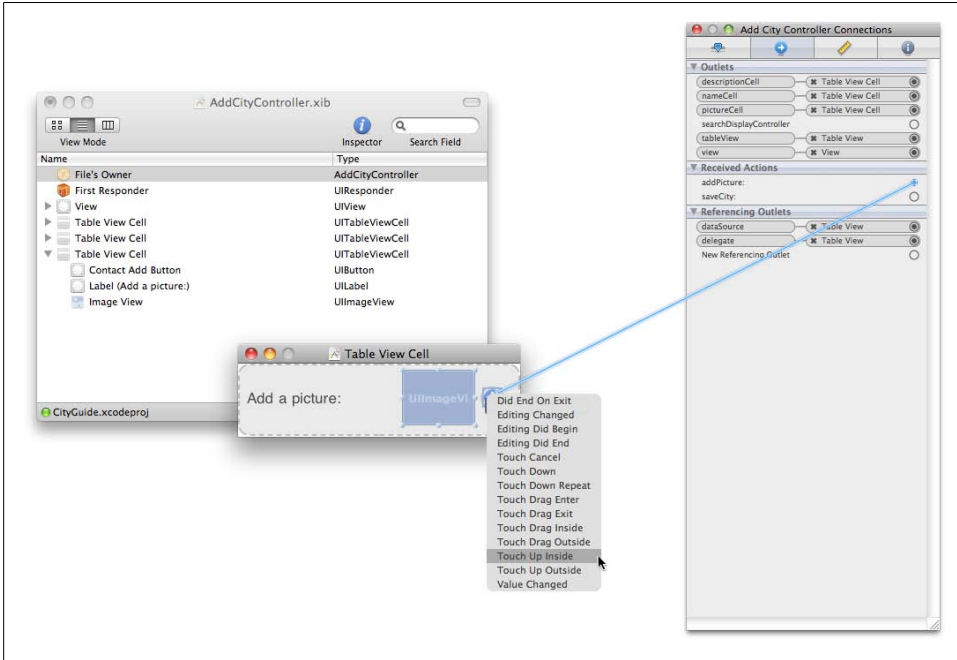 AddCityController.xib
View Mode
Inspector
Search Field
Name Type
File's Owner AddCityController
First Responder UIResponder
View UIView
Table View Cell UITableViewCell
Table View Cell UITableViewCell
Table View Cell UITableViewCell
Contact Add Button UIButton
Label (Add a picture:) UILabel
Image View UIImageView
CityGuide.xcodeproj
Table View Cell
Add a picture:
UIImageVi
Did End On Exit
Editing Changed
Editing Did Begin
Editing Did End
Touch Cancel
Touch Down
Touch Down Repeat
Touch Drag Enter
Touch Drag Exit
Touch Drag Inside
Touch Drag Outside
Touch Up Inside
Touch Up Outside
Value Changed
Add City Controller Connections
Outlets
descriptionCell Table View Cell
nameCell Table View Cell
pictureCell Table View Cell
searchDisplayController
tableView Table View
view View
Received Actions
addPicture:
saveCity:
Referencing Outlets
dataSource Table View
delegate Table View
New Referencing Outlet